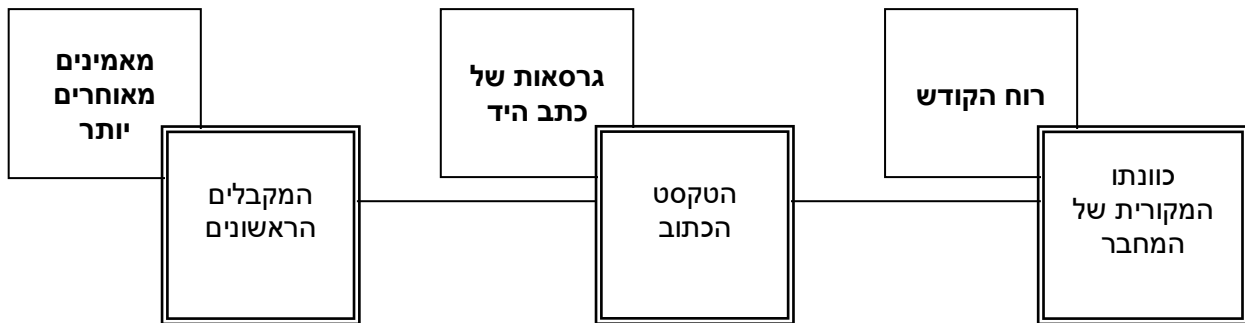 רוח הקודש
כוונתו
המקורית של
המחבר
גרסאות של
כתב היד
הטקסט
הכתוב
מאמינים
מאוחרים
יותר
המקבלים
הראשונים